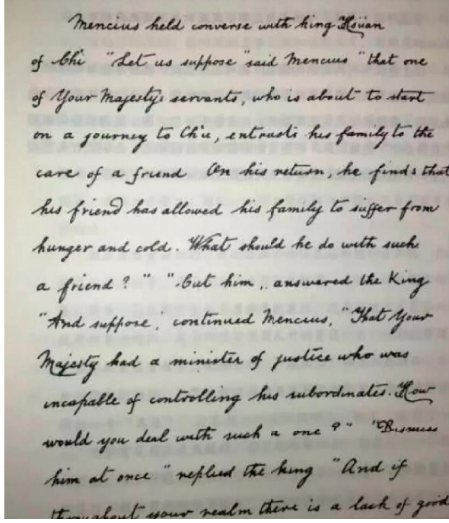 Mencius held converse with king Hsüan
of Chi "Let us suppose" said Mencius "that one
of Your Majestys servants, who is about to start
on a journey to Ch'u, entrusts his family to the
care of a friend On his return, he finds that
his friend has allowed his family to suffer from
hunger and cold. What should he do with such
a friend?" "Cut him, answered the King
"And suppose, continued Mencius, "That Your
Majesty had a minister of justice who was
incapable of controlling his subordinates. How
would you deal with such a one?" "Dismiss
him at once" replied the king "And if
throughout your realm there is a lack of good